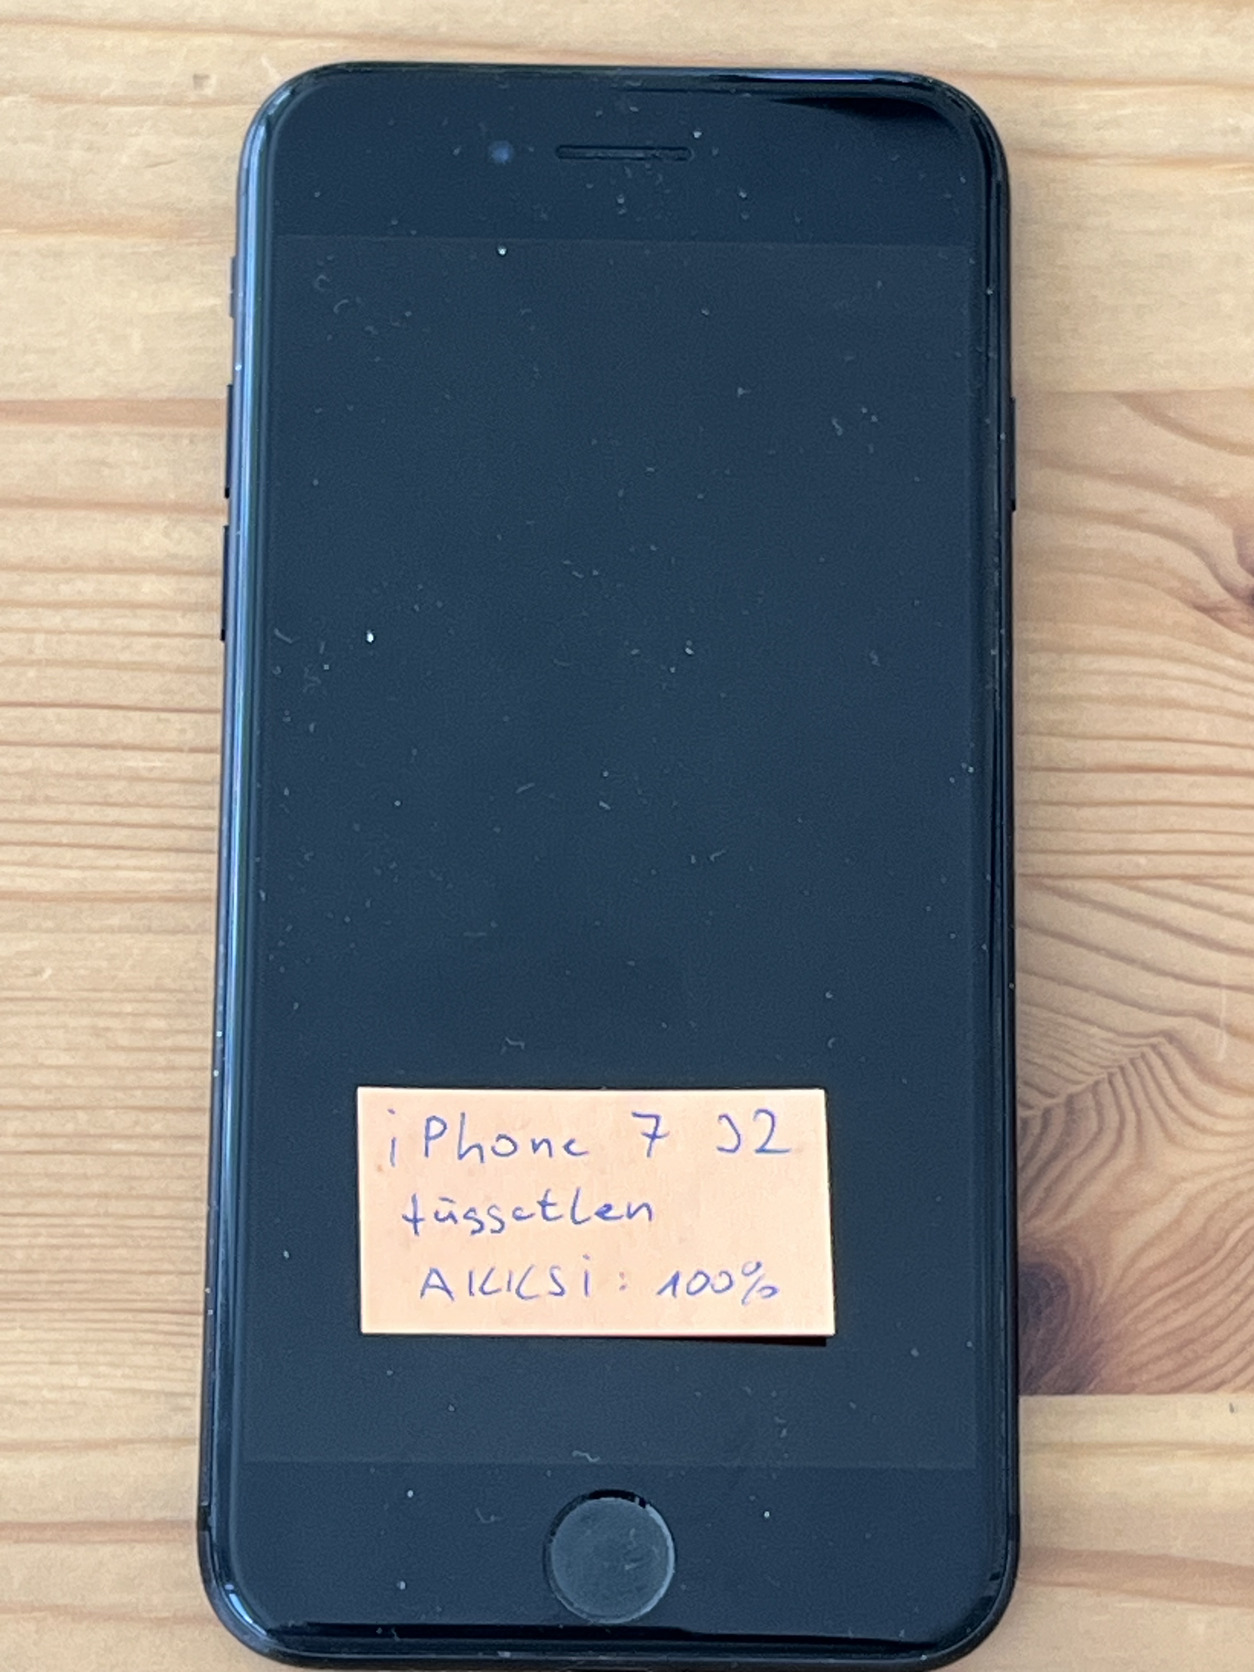 iPhone 7 32
független
AKKSi: 100%